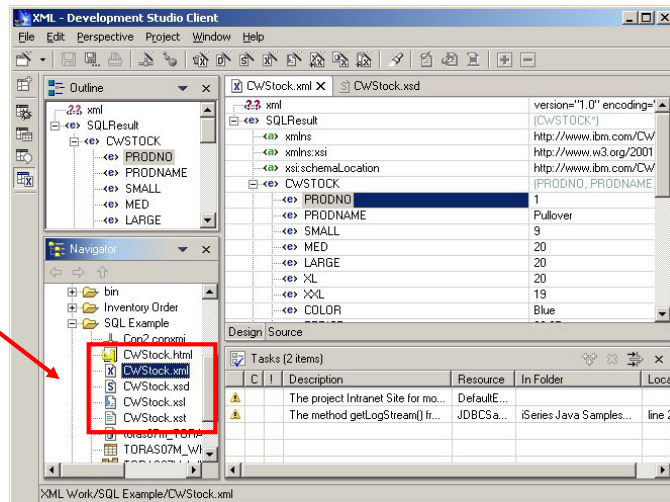 XML - Development Studio Client
File Edit Perspective Project Window Help
Outline
xml
SQLResult
CWSTOCK
PRODNO
PRODNAME
SMALL
MED
LARGE
Navigator
bin
Inventory Order
SQL Example
Con2.conxmi
CWStock.html
CWStock.xml
CWStock.xsd
CWStock.xsl
CWStock.xst
CWStock.xml
CWStock.xsd
xml version="1.0" encoding="
SQLResult (CWSTOCK*)
xmlns http://www.ibm.com/CW
xmlns:xsi http://www.w3.org/2001
xsi:schemaLocation http://www.ibm.com/CW
CWSTOCK (PRODNO, PRODNAME,
PRODNO 1
PRODNAME Pullover
SMALL 9
MED 20
LARGE 20
XL 20
XXL 19
COLOR Blue
Design Source
Tasks (2 items)
C ! Description Resource In Folder Loca
The project Intranet Site for mo... DefaultE...
The method getLogStream() fr... JDBCSa... iSeries Java Samples... line 2
XML Work/SQL Example/CWStock.xml